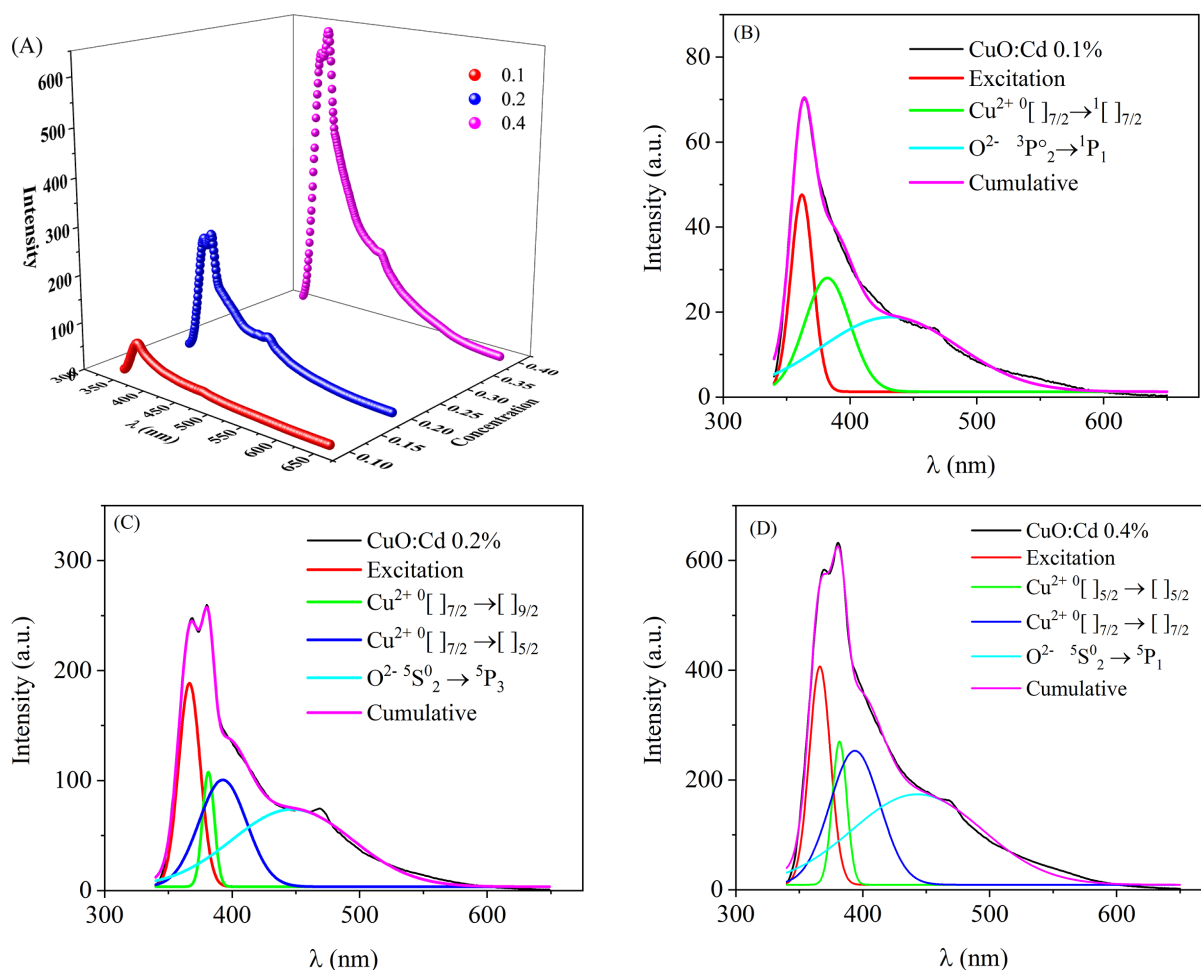 (A)
0.1
0.2
0.4
600
500
400
300
200
100
0
Intensity
300
350
400
450
500
550
600
650
λ (nm)
0.10
0.15
0.20
0.25
0.30
0.35
0.40
Concentration
(B)
CuO:Cd 0.1%
Excitation
Cu²⁺ ⁰[ ]₇/₂→¹[ ]₇/₂
O²⁻ ³P°₂→¹P₁
Cumulative
80
60
40
20
0
Intensity (a.u.)
300 400 500 600
λ (nm)
(C)
CuO:Cd 0.2%
Excitation
Cu²⁺ ⁰[ ]₇/₂→[ ]₉/₂
Cu²⁺ ⁰[ ]₇/₂→[ ]₅/₂
O²⁻ ⁵S⁰₂→ ⁵P₃
Cumulative
300
200
100
0
Intensity (a.u.)
300 400 500 600
λ (nm)
(D)
CuO:Cd 0.4%
Excitation
Cu²⁺ ⁰[ ]₅/₂→[ ]₅/₂
Cu²⁺ ⁰[ ]₇/₂→[ ]₇/₂
O²⁻ ⁵S⁰₂→ ⁵P₁
Cumulative
600
400
200
0
Intensity (a.u.)
300 400 500 600
λ (nm)